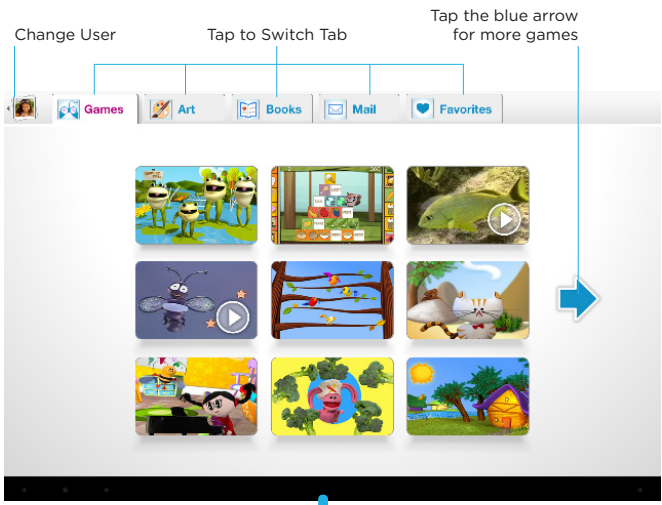 Tap the blue arrow
Change User
Tap to Switch Tab
for more games
Games
Art
Books
Mail
Favorites